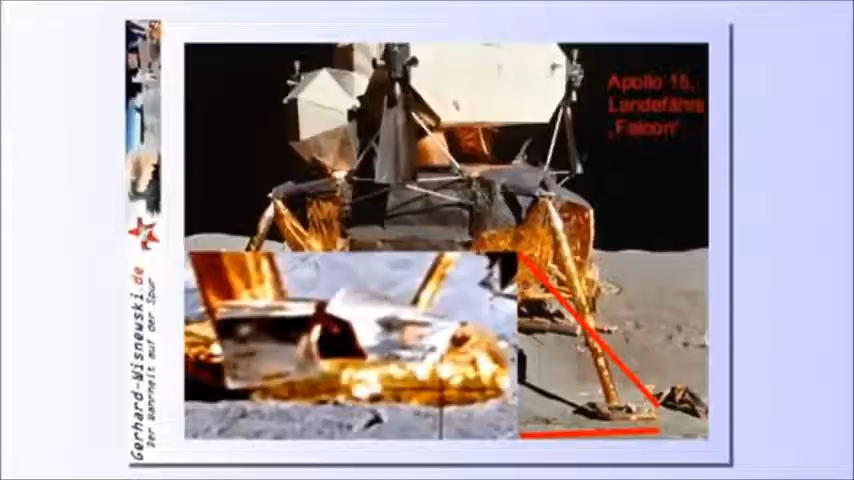 Apollo 15,
Landefähre
„Falcon“
Gerhard-Wisnewski.de
Der Wahrheit auf der Spur